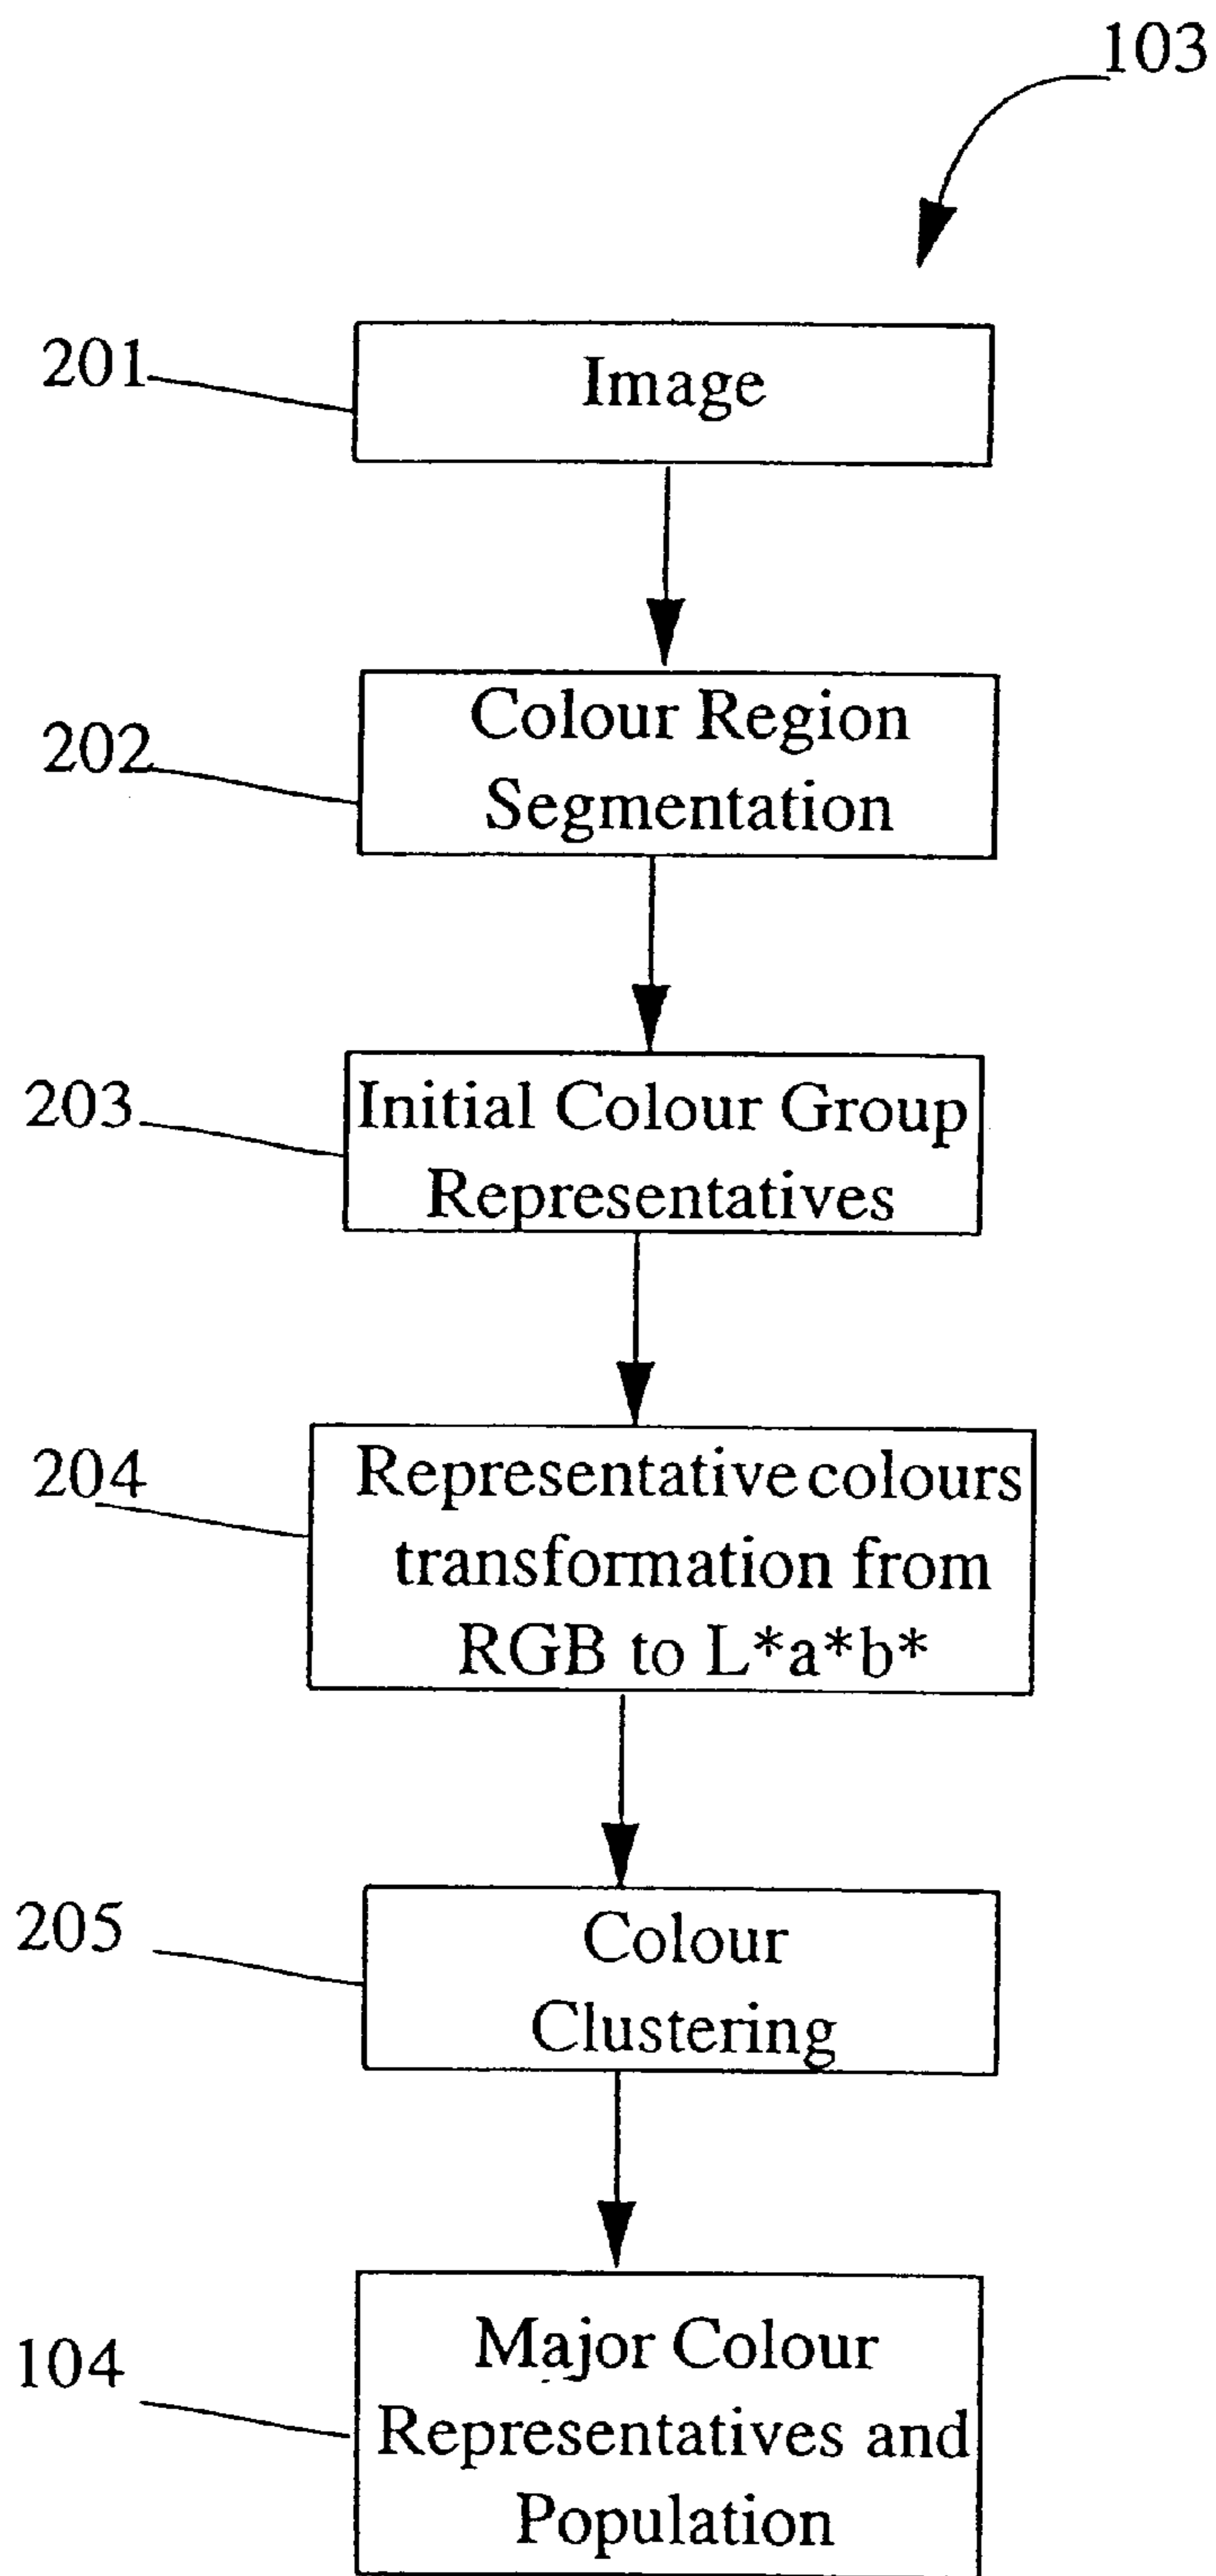 103
201
Image
202
Colour Region
Segmentation
203
Initial Colour Group
Representatives
204
Representative colours
transformation from
RGB to L*a*b*
205
Colour
Clustering
104
Major Colour
Representatives and
Population